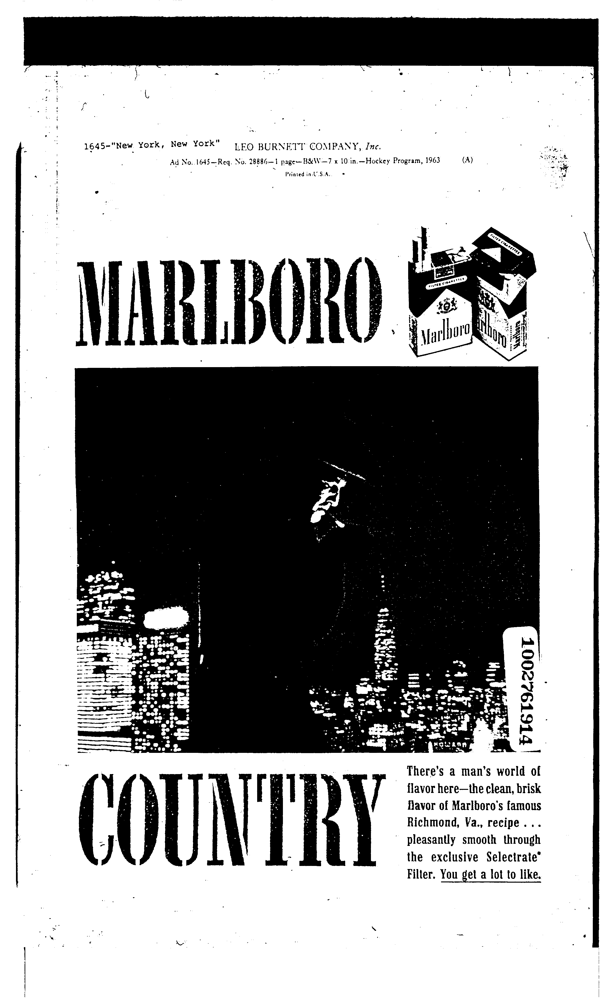 1645-"New York, New York" LEO BURNETT COMPANY, Inc.
Ad No. 1645—Req. No. 28886—1 page—B&W—7 x 10 in.—Hockey Program, 1963 (A)
Printed in U.S.A.
MARLBORO
FILTER CIGARETTES
Marlboro
Marlboro
1002761914
COUNTRY
There's a man's world of
flavor here—the clean, brisk
flavor of Marlboro's famous
Richmond, Va., recipe . . .
pleasantly smooth through
the exclusive Selectrate*
Filter. You get a lot to like.